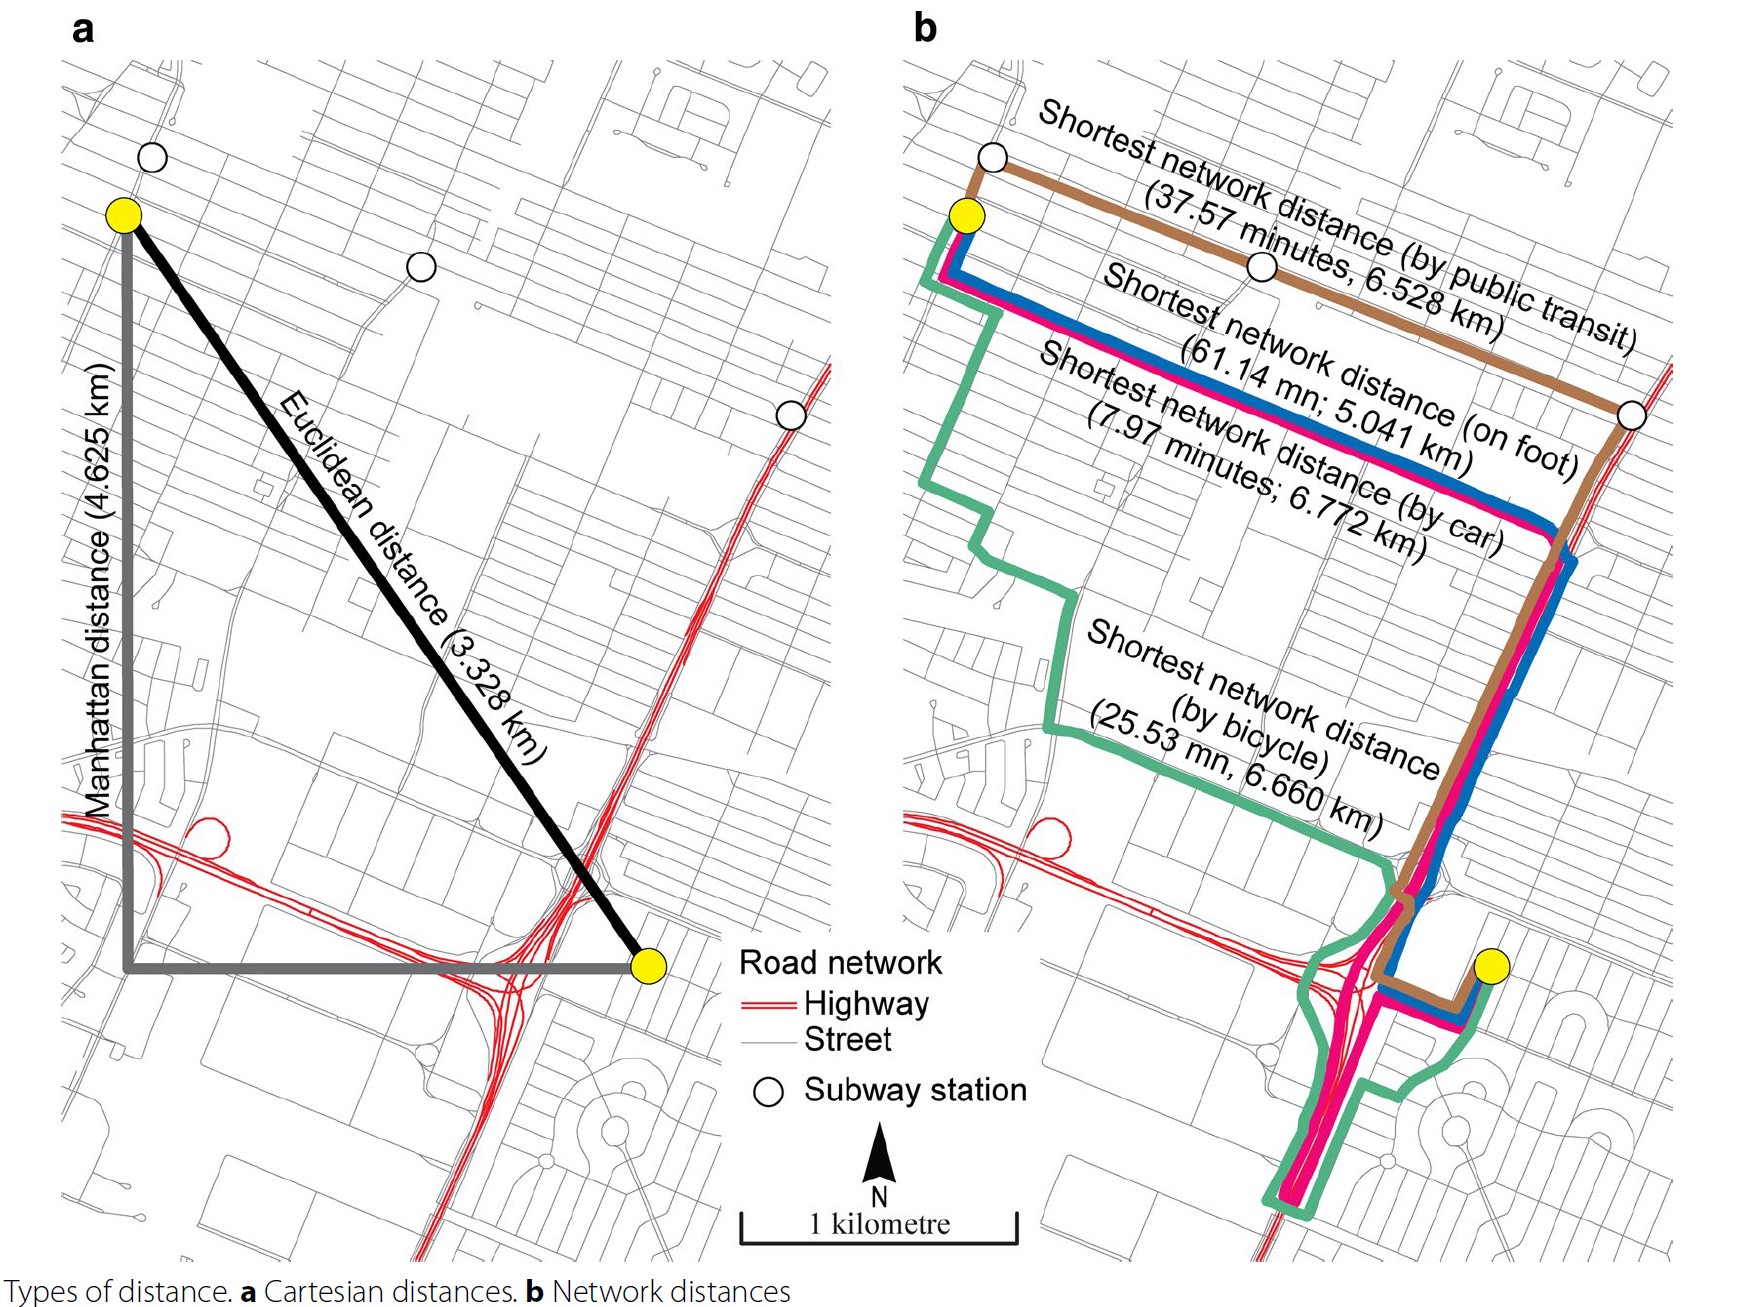 a
b
Manhattan distance (4.625 km)
Euclidean distance (3.328 km)
Shortest network distance (by public transit)
(37.57 minutes, 6.528 km)
Shortest network distance (on foot)
(61.14 mn; 5.041 km)
Shortest network distance (by car)
(7.97 minutes; 6.772 km)
Shortest network distance
(by bicycle)
(25.53 mn, 6.660 km)
Road network
Highway
Street
Subway station
N
1 kilometre
Types of distance. a Cartesian distances. b Network distances